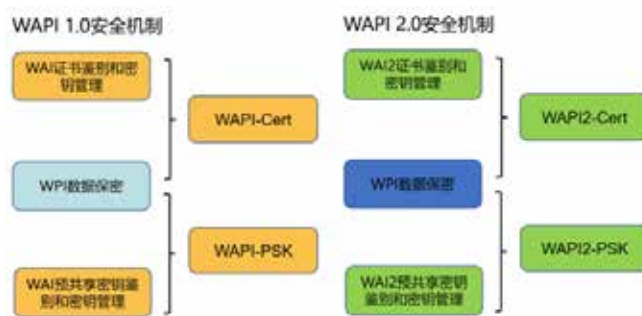 WAPI 1.0安全机制
WAI证书鉴别和密
钥管理
WAPI-Cert
WPI数据保密
WAPI-PSK
WAI预共享密钥鉴
别和密钥管理
WAPI 2.0安全机制
WAI2证书鉴别和
密钥管理
WAPI2-Cert
WPI数据保密
WAPI2-PSK
WAI2预共享密钥
鉴别和密钥管理